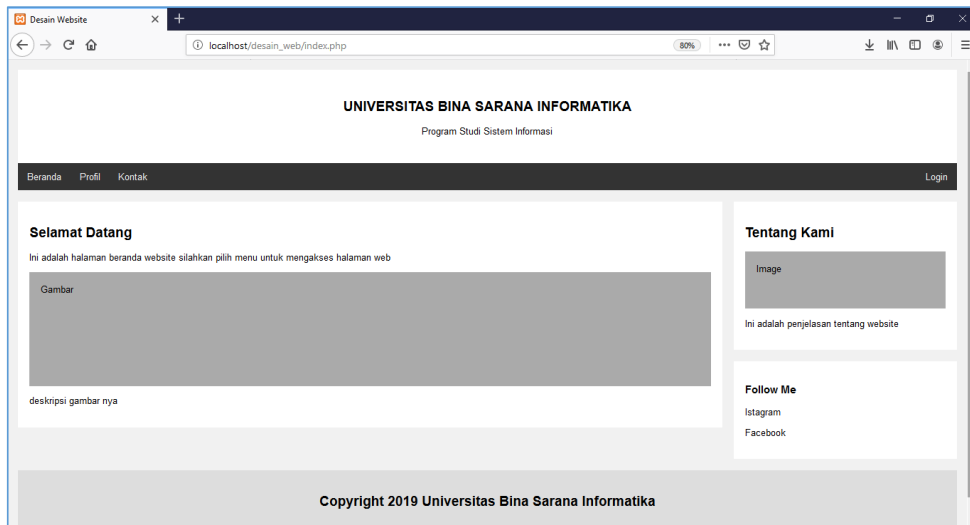 Desain Website
localhost/desain_web/index.php
80%
UNIVERSITAS BINA SARANA INFORMATIKA
Program Studi Sistem Informasi
Beranda Profil Kontak Login
Selamat Datang
Ini adalah halaman beranda website silahkan pilih menu untuk mengakses halaman web
Gambar
deskripsi gambar nya
Tentang Kami
Image
Ini adalah penjelasan tentang website
Follow Me
Istagram
Facebook
Copyright 2019 Universitas Bina Sarana Informatika